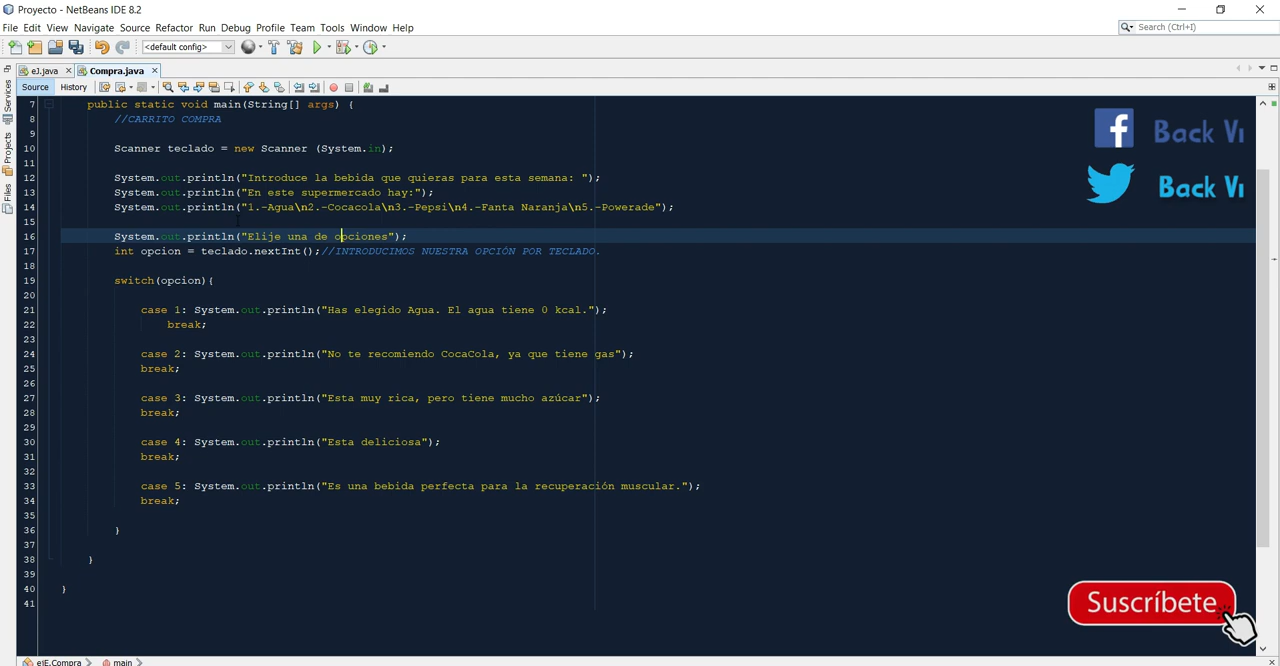 Proyecto - NetBeans IDE 8.2
File Edit View Navigate Source Refactor Run Debug Profile Team Tools Window Help
Search (Ctrl+I)
<default config>
eJ.java Compra.java
Source History
Services
Projects
Files
7 public static void main(String[] args) {
8 //CARRITO COMPRA
9
10 Scanner teclado = new Scanner (System.in);
11
12 System.out.println("Introduce la bebida que quieras para esta semana: ");
13 System.out.println("En este supermercado hay:");
14 System.out.println("1.-Agua\n2.-Cocacola\n3.-Pepsi\n4.-Fanta Naranja\n5.-Powerade");
15
16 System.out.println("Elije una de opciones");
17 int opcion = teclado.nextInt();//INTRODUCIMOS NUESTRA OPCIÓN POR TECLADO.
18
19 switch(opcion){
20
21 case 1: System.out.println("Has elegido Agua. El agua tiene 0 kcal.");
22 break;
23
24 case 2: System.out.println("No te recomiendo CocaCola, ya que tiene gas");
25 break;
26
27 case 3: System.out.println("Esta muy rica, pero tiene mucho azúcar");
28 break;
29
30 case 4: System.out.println("Esta deliciosa");
31 break;
32
33 case 5: System.out.println("Es una bebida perfecta para la recuperación muscular.");
34 break;
35
36 }
37
38 }
39
40 }
41
f Back Vi
Back Vi
Suscríbete
ejE.Compra main